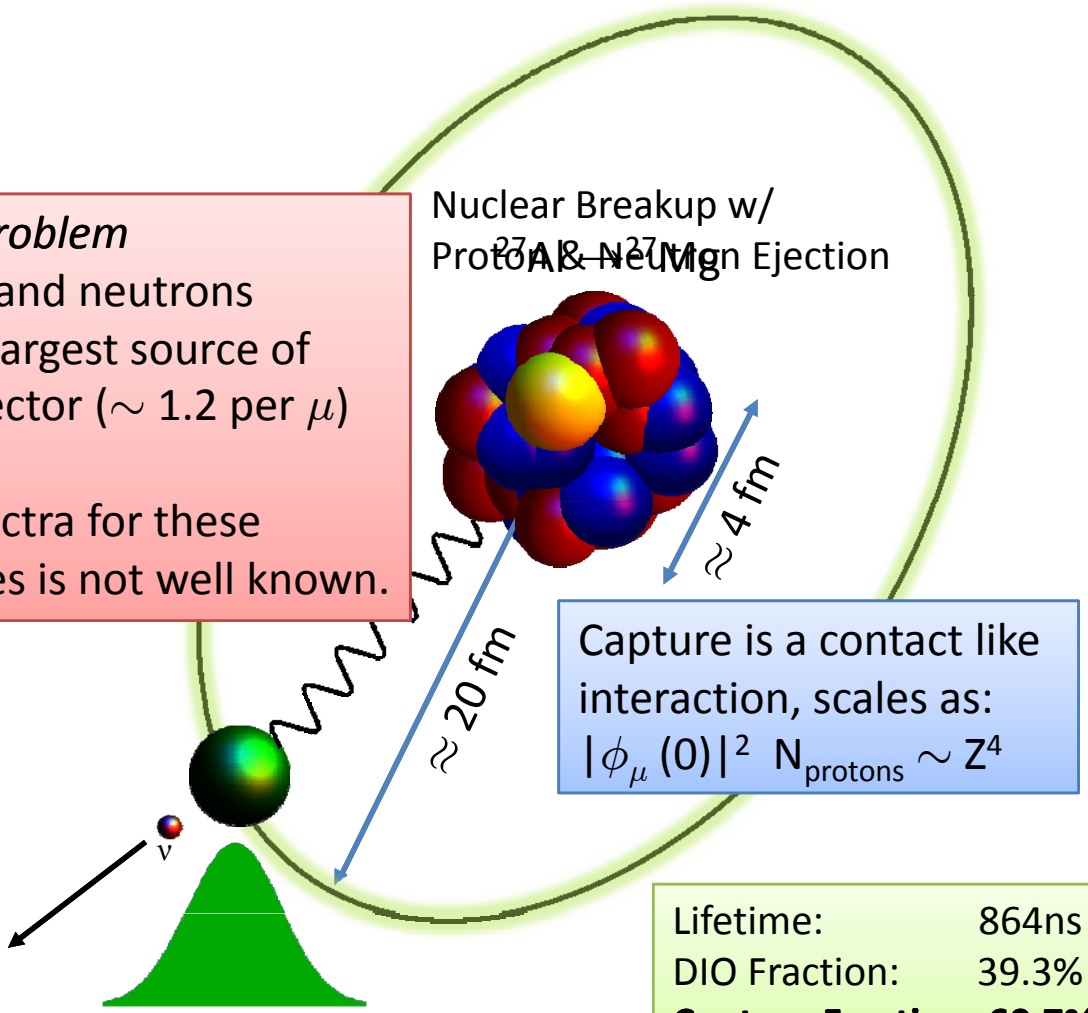 roblem
and neutrons
argest source of
ector (∼ 1.2 per μ)
ctra for these
es is not well known.
Nuclear Breakup w/
Proton & Neutron Ejection
²⁷Al → ²⁷Mg
≈ 4 fm
≈ 20 fm
Capture is a contact like
interaction, scales as:
|ϕμ (0)|² Nprotons ∼ Z⁴
ν
Lifetime: 864ns
DIO Fraction: 39.3%